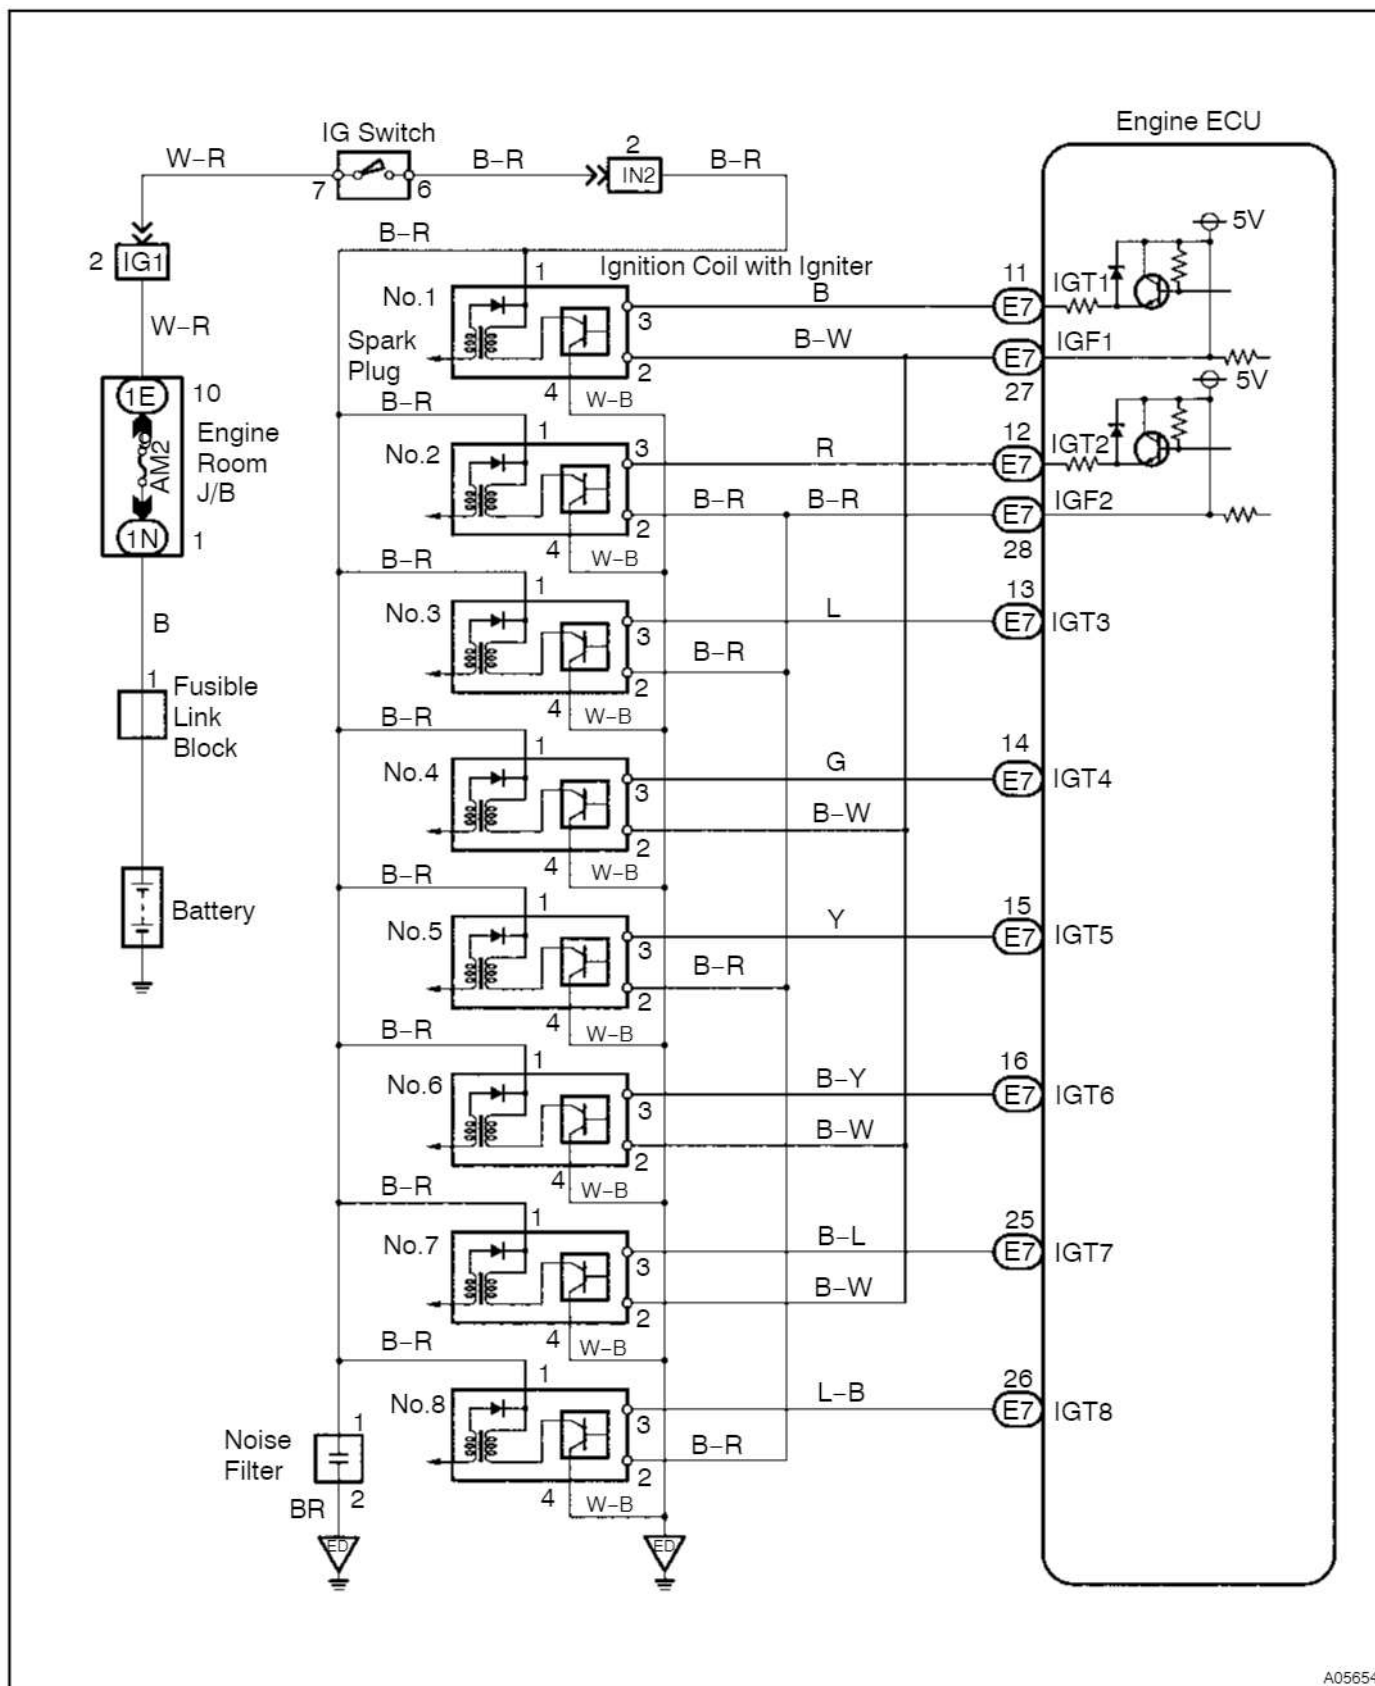 Engine ECU
IG Switch
W–R
7
6
B–R
2
IN2
B–R
2
IG1
W–R
1E
10
AM2
Engine
Room
J/B
1N
1
B
1
Fusible
Link
Block
Battery
B–R
Ignition Coil with Igniter
No.1
1
Spark
Plug
B
3
B–W
2
4
W–B
11
E7
IGT1
5V
E7
IGF1
27
B–R
No.2
1
3
R
2
B–R
B–R
4
W–B
12
E7
IGT2
5V
E7
IGF2
28
B–R
No.3
1
3
L
2
B–R
4
W–B
13
E7
IGT3
B–R
No.4
1
3
G
2
B–W
4
W–B
14
E7
IGT4
B–R
No.5
1
3
Y
2
B–R
4
W–B
15
E7
IGT5
B–R
No.6
1
3
B–Y
2
B–W
4
W–B
16
E7
IGT6
B–R
No.7
1
3
B–L
2
B–W
4
W–B
25
E7
IGT7
B–R
No.8
1
3
L–B
2
B–R
4
W–B
26
E7
IGT8
Noise
Filter
1
2
BR
ED
ED
A05654